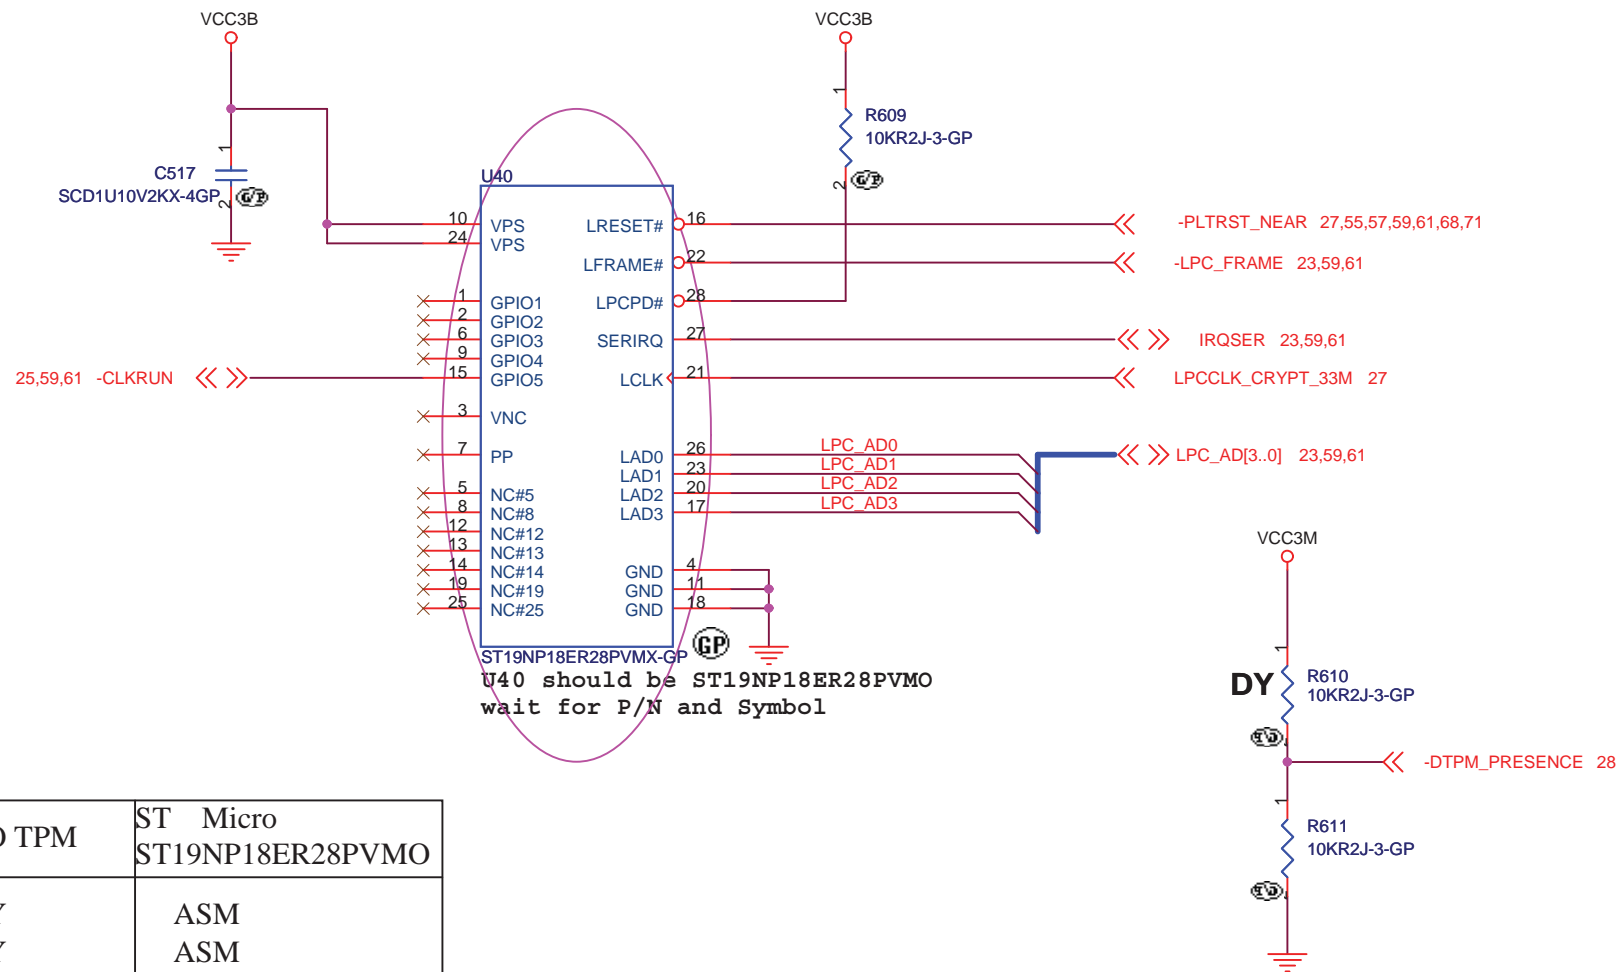 VCC3B
VCC3B
1
R609
10KR2J-3-GP
2
G/P
1
C517
SCD1U10V2KX-4GP
2
G/P
U40
10 VPS
24 VPS
1 GPIO1
2 GPIO2
6 GPIO3
9 GPIO4
25,59,61 -CLKRUN 15 GPIO5
3 VNC
7 PP
5 NC#5
8 NC#8
12 NC#12
13 NC#13
14 NC#14
19 NC#19
25 NC#25
LRESET# 16 -PLTRST_NEAR 27,55,57,59,61,68,71
LFRAME# 22 -LPC_FRAME 23,59,61
LPCPD# 28
SERIRQ 27 IRQSER 23,59,61
LCLK 21 LPCCLK_CRYPT_33M 27
LAD0 26 LPC_AD0 LPC_AD[3..0] 23,59,61
LAD1 23 LPC_AD1
LAD2 20 LPC_AD2
LAD3 17 LPC_AD3
GND 4
GND 11
GND 18
GP
ST19NP18ER28PVMX-GP
U40 should be ST19NP18ER28PVMO
wait for P/N and Symbol
VCC3M
1
DY
R610
10KR2J-3-GP
-DTPM_PRESENCE 28
1
R611
10KR2J-3-GP
TPM
ST Micro
ST19NP18ER28PVMO
ASM
ASM